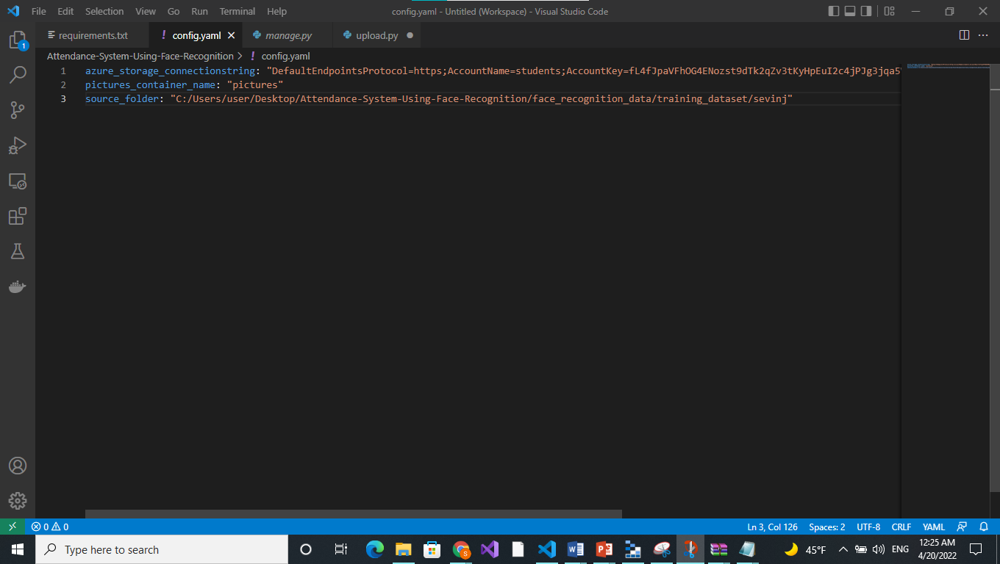 File Edit Selection View Go Run Terminal Help config.yaml - Untitled (Workspace) - Visual Studio Code
requirements.txt ! config.yaml manage.py upload.py
1
Attendance-System-Using-Face-Recognition > ! config.yaml
1 azure_storage_connectionstring: "DefaultEndpointsProtocol=https;AccountName=students;AccountKey=fL4fJpaVFhOG4ENozst9dTk2qZv3tKyHpEuI2c4jPJg3jqa5
2 pictures_container_name: "pictures"
3 source_folder: "C:/Users/user/Desktop/Attendance-System-Using-Face-Recognition/face_recognition_data/training_dataset/sevinj"
0 0 Ln 3, Col 126 Spaces: 2 UTF-8 CRLF YAML
Type here to search 45°F ENG 12:25 AM
4/20/2022